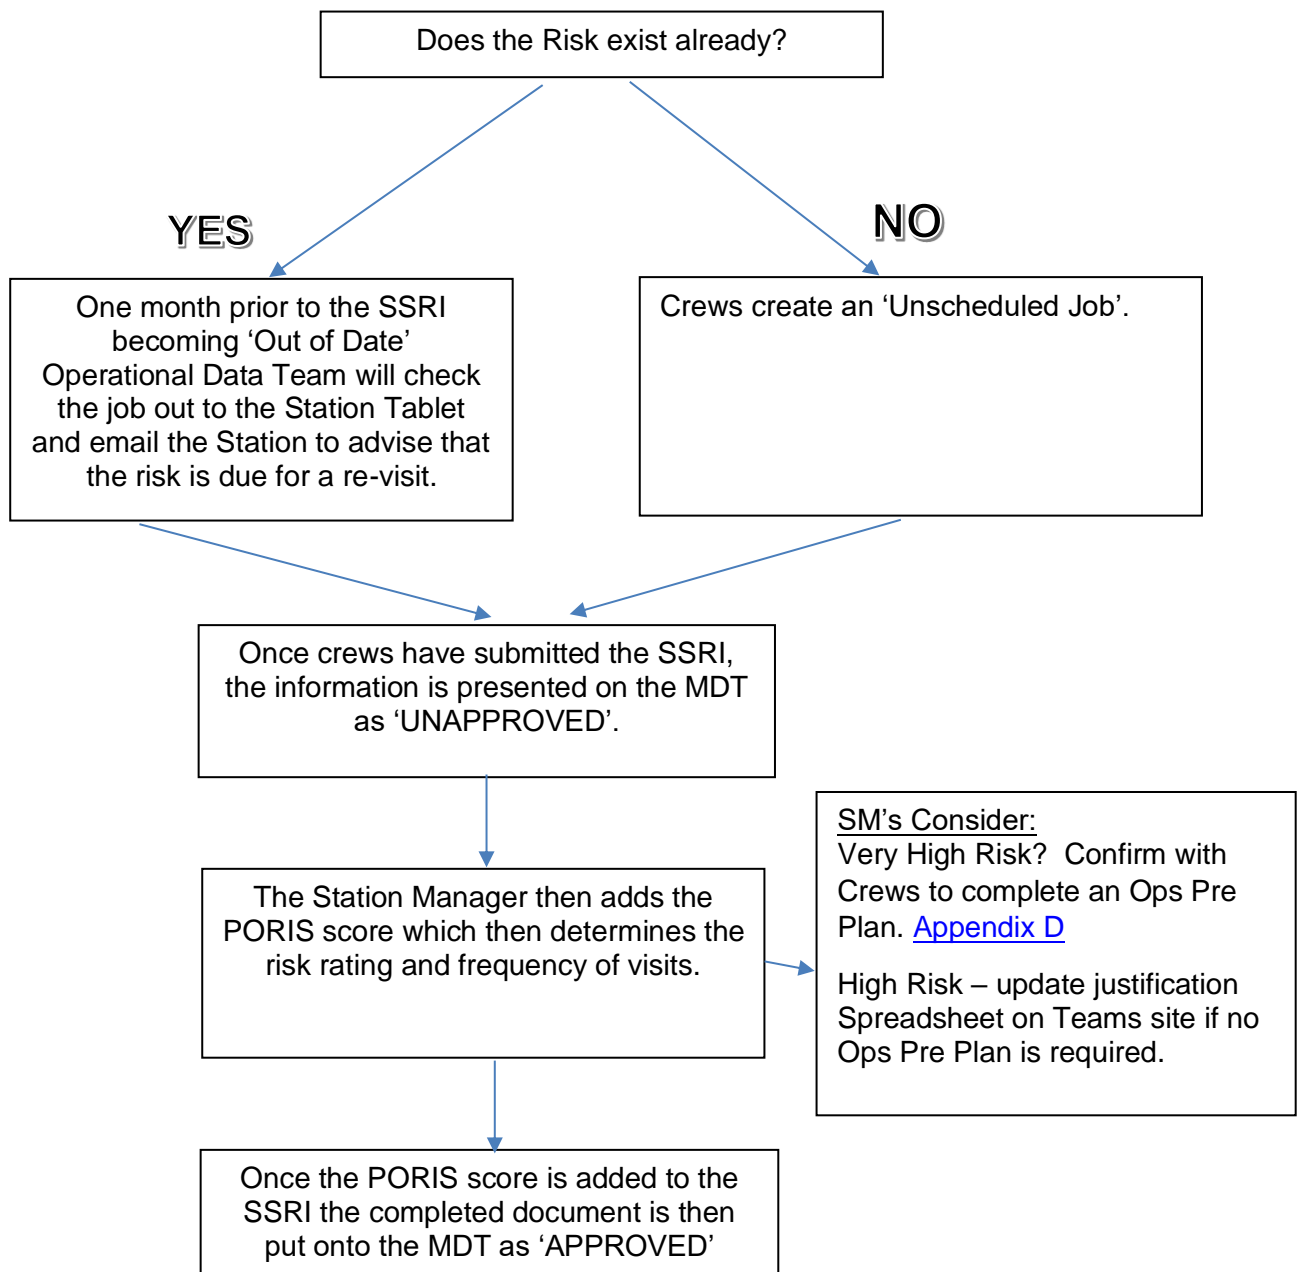 Does the Risk exist already?
YES
NO
One month prior to the SSRI
becoming ‘Out of Date’
Operational Data Team will check
the job out to the Station Tablet
and email the Station to advise that
the risk is due for a re-visit.
Crews create an ‘Unscheduled Job’.
Once crews have submitted the SSRI,
the information is presented on the MDT
as ‘UNAPPROVED’.
The Station Manager then adds the
PORIS score which then determines the
risk rating and frequency of visits.
SM’s Consider:
Very High Risk?  Confirm with
Crews to complete an Ops Pre
Plan. Appendix D
High Risk – update justification
Spreadsheet on Teams site if no
Ops Pre Plan is required.
Once the PORIS score is added to the
SSRI the completed document is then
put onto the MDT as ‘APPROVED’